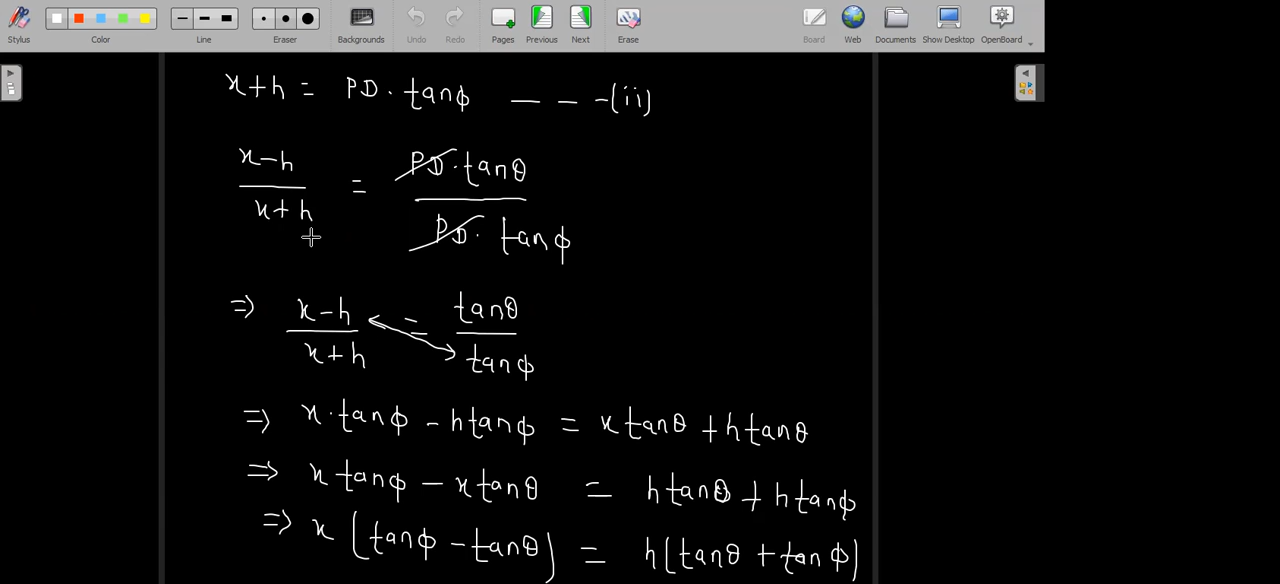 Stylus Color Line Eraser Backgrounds Undo Redo Pages Previous Next Erase Board Web Documents Show Desktop OpenBoard
x+h = PD · tanϕ — — -(ii)
x-h / x+h = PD · tanθ / PD · tanϕ
=> x-h / x+h = tanθ / tanϕ
=> x·tanϕ - htanϕ = xtanθ + htanθ
=> xtanϕ - xtanθ = htanθ + htanϕ
=> x(tanϕ - tanθ) = h(tanθ + tanϕ)